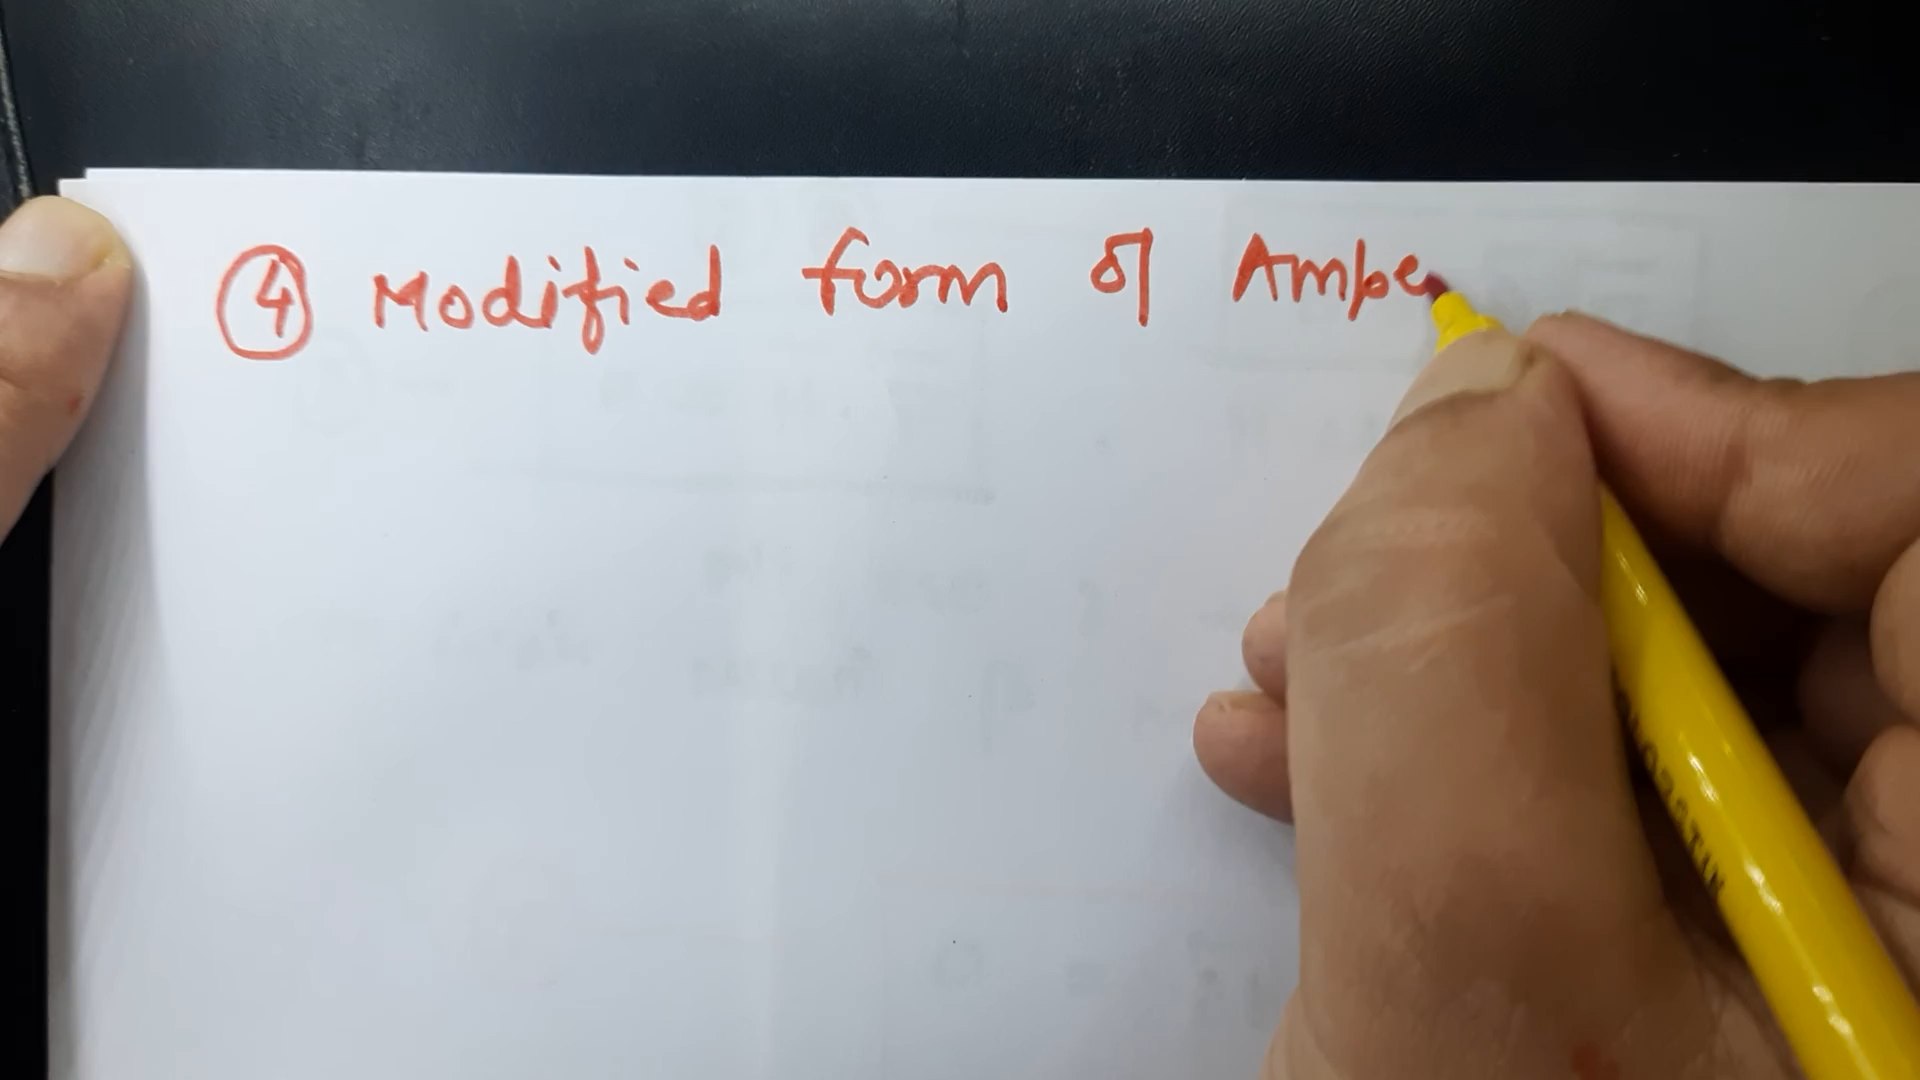 ④ Modified form of Ampe